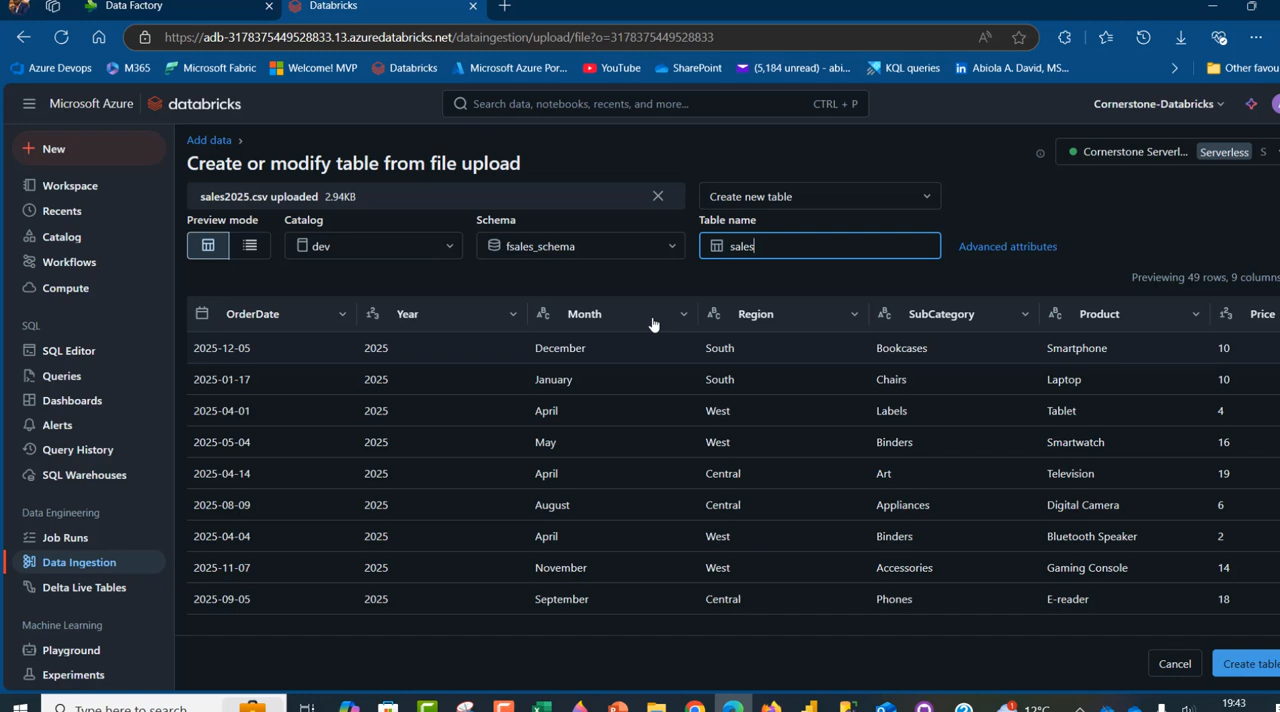 Data Factory
Databricks
https://adb-3178375449528833.13.azuredatabricks.net/dataingestion/upload/file?o=3178375449528833
Azure Devops
M365
Microsoft Fabric
Welcome! MVP
Databricks
Microsoft Azure Por...
YouTube
SharePoint
(5,184 unread) - abi...
KQL queries
Abiola A. David, MS...
Other favou
Microsoft Azure
databricks
Search data, notebooks, recents, and more...
CTRL + P
Cornerstone-Databricks
New
Workspace
Recents
Catalog
Workflows
Compute
SQL
SQL Editor
Queries
Dashboards
Alerts
Query History
SQL Warehouses
Data Engineering
Job Runs
Data Ingestion
Delta Live Tables
Machine Learning
Playground
Experiments
Add data ›
Create or modify table from file upload
Cornerstone Serverl... Serverless S
sales2025.csv uploaded 2.94KB
Create new table
Preview mode Catalog Schema Table name
dev fsales_schema sales Advanced attributes
Previewing 49 rows, 9 columns
OrderDate Year Month Region SubCategory Product Price
2025-12-05 2025 December South Bookcases Smartphone 10
2025-01-17 2025 January South Chairs Laptop 10
2025-04-01 2025 April West Labels Tablet 4
2025-05-04 2025 May West Binders Smartwatch 16
2025-04-14 2025 April Central Art Television 19
2025-08-09 2025 August Central Appliances Digital Camera 6
2025-04-04 2025 April West Binders Bluetooth Speaker 2
2025-11-07 2025 November West Accessories Gaming Console 14
2025-09-05 2025 September Central Phones E-reader 18
Cancel
Create table
Type here to search
12°C
19:43